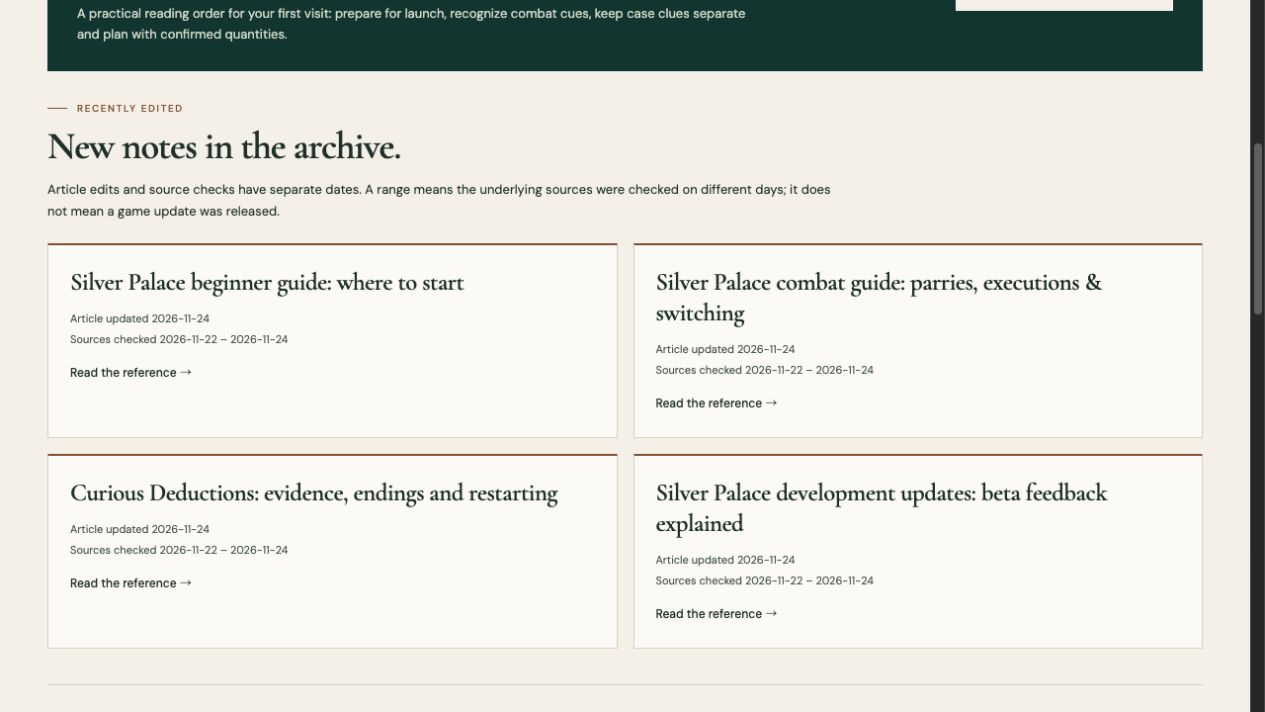 A practical reading order for your first visit: prepare for launch, recognize combat cues, keep case clues separate
and plan with confirmed quantities.
RECENTLY EDITED
New notes in the archive.
Article edits and source checks have separate dates. A range means the underlying sources were checked on different days; it does
not mean a game update was released.
Silver Palace beginner guide: where to start
Article updated 2026-11-24
Sources checked 2026-11-22 – 2026-11-24
Read the reference →
Silver Palace combat guide: parries, executions &
switching
Article updated 2026-11-24
Sources checked 2026-11-22 – 2026-11-24
Read the reference →
Curious Deductions: evidence, endings and restarting
Article updated 2026-11-24
Sources checked 2026-11-22 – 2026-11-24
Read the reference →
Silver Palace development updates: beta feedback
explained
Article updated 2026-11-24
Sources checked 2026-11-22 – 2026-11-24
Read the reference →